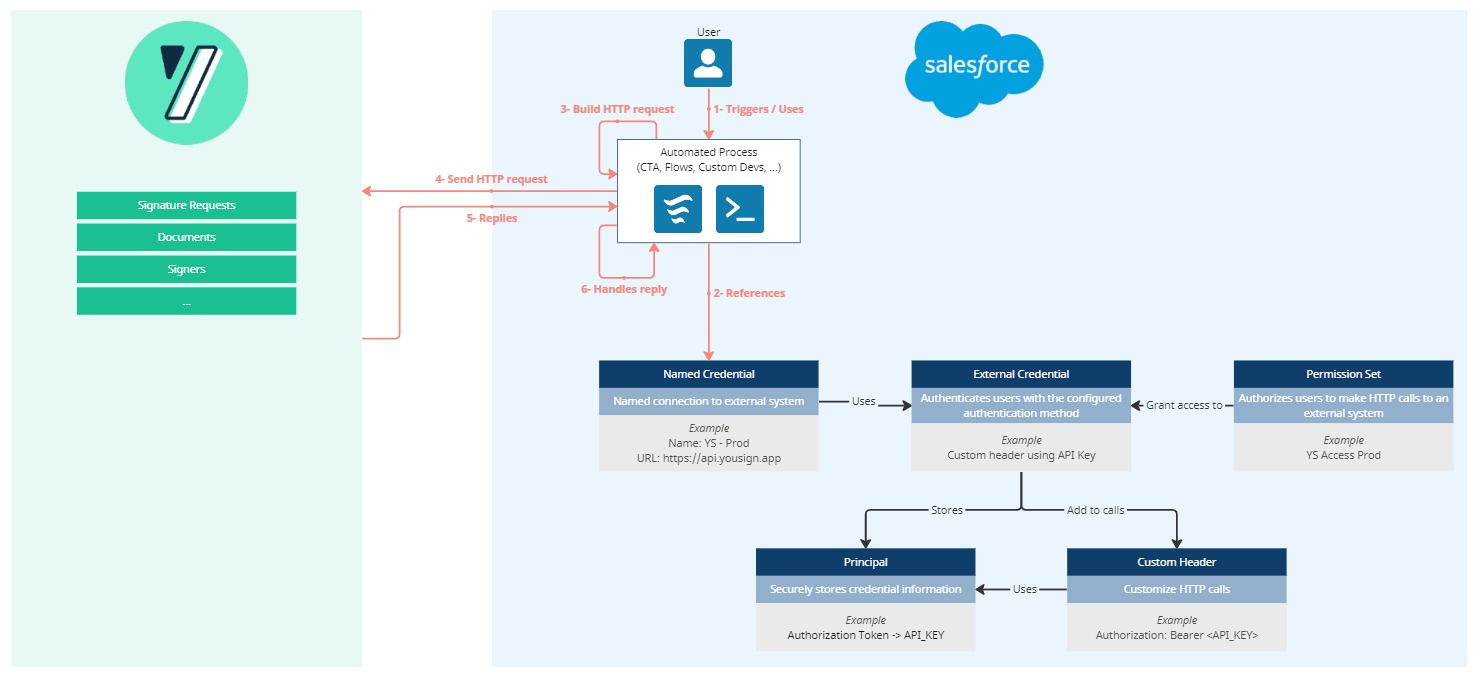 salesforce
User
3- Build HTTP request
1- Triggers / Uses
Automated Process
(CTA, Flows, Custom Devs, ...)
4- Send HTTP request
5- Replies
6- Handles reply
2- References
Signature Requests
Documents
Signers
...
Named Credential
Named connection to external system
Example
Name: YS - Prod
URL: https://api.yousign.app
Uses
External Credential
Authenticates users with the configured
authentication method
Example
Custom header using API Key
Grant access to
Permission Set
Authorizes users to make HTTP calls to an
external system
Example
YS Access Prod
Stores
Add to calls
Principal
Securely stores credential information
Example
Authorization Token -> API_KEY
Uses
Custom Header
Customize HTTP calls
Example
Authorization: Bearer <API_KEY>